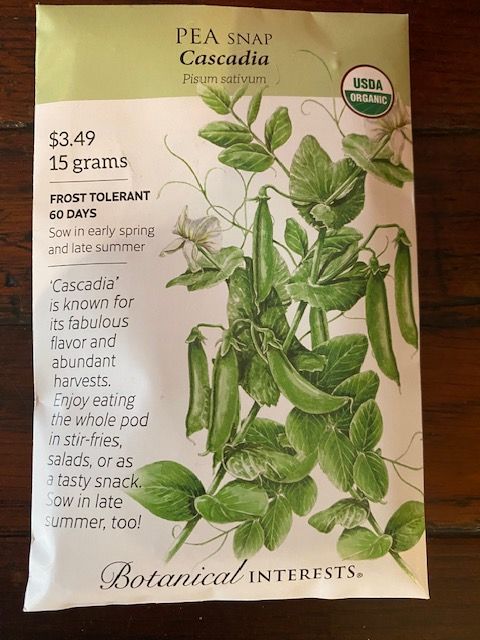 PEA SNAP
Cascadia
Pisum sativum
USDA
ORGANIC
$3.49
15 grams
FROST TOLERANT
60 DAYS
Sow in early spring
and late summer
'Cascadia'
is known for
its fabulous
flavor and
abundant
harvests.
Enjoy eating
the whole pod
in stir-fries,
salads, or as
a tasty snack.
Sow in late
summer, too!
Botanical INTERESTS®